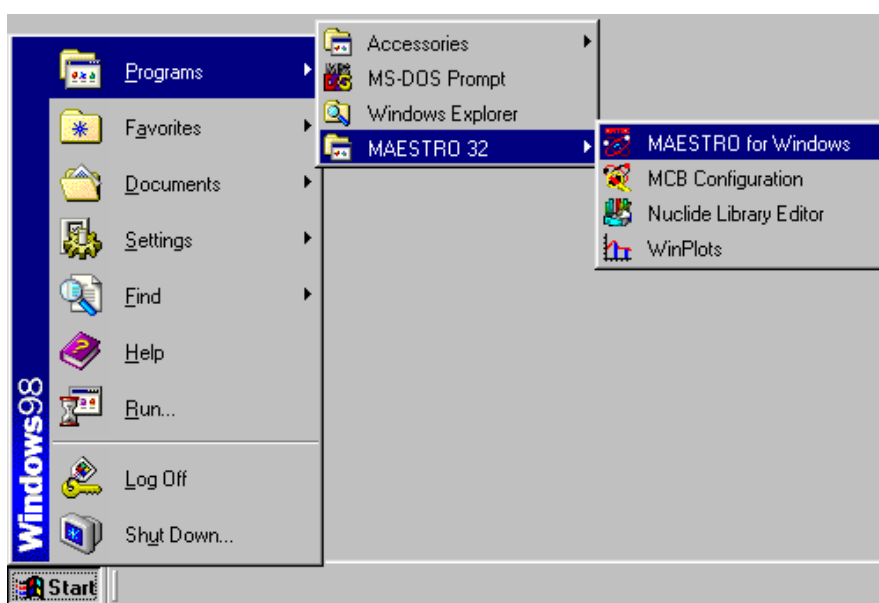 Programs
Favorites
Documents
Settings
Find
Help
Run...
Log Off
Shut Down...
Windows98
Start
Accessories
MS-DOS Prompt
Windows Explorer
MAESTRO 32
MAESTRO for Windows
MCB Configuration
Nuclide Library Editor
WinPlots